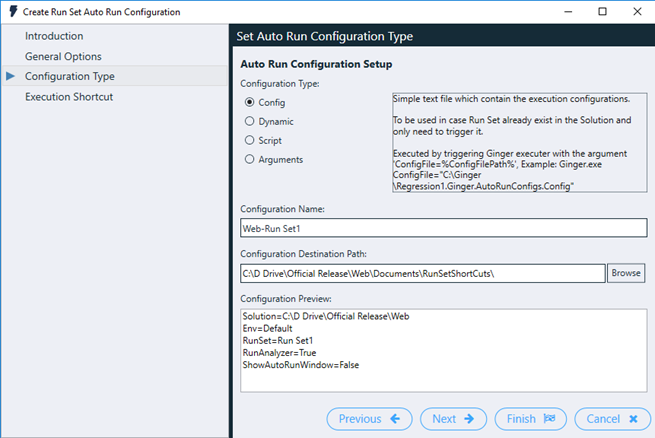 Create Run Set Auto Run Configuration
Introduction
General Options
Configuration Type
Execution Shortcut
Set Auto Run Configuration Type
Auto Run Configuration Setup
Configuration Type:
Config
Dynamic
Script
Arguments
Simple text file which contain the execution configurations.
To be used in case Run Set already exist in the Solution and
only need to trigger it.
Executed by triggering Ginger executer with the argument
'ConfigFile=%ConfigFilePath%', Example: Ginger.exe
ConfigFile="C:\Ginger
\Regression1.Ginger.AutoRunConfigs.Config"
Configuration Name:
Web-Run Set1
Configuration Destination Path:
C:\D Drive\Official Release\Web\Documents\RunSetShortCuts\
Browse
Configuration Preview:
Solution=C:\D Drive\Official Release\Web
Env=Default
RunSet=Run Set1
RunAnalyzer=True
ShowAutoRunWindow=False
Previous
Next
Finish
Cancel